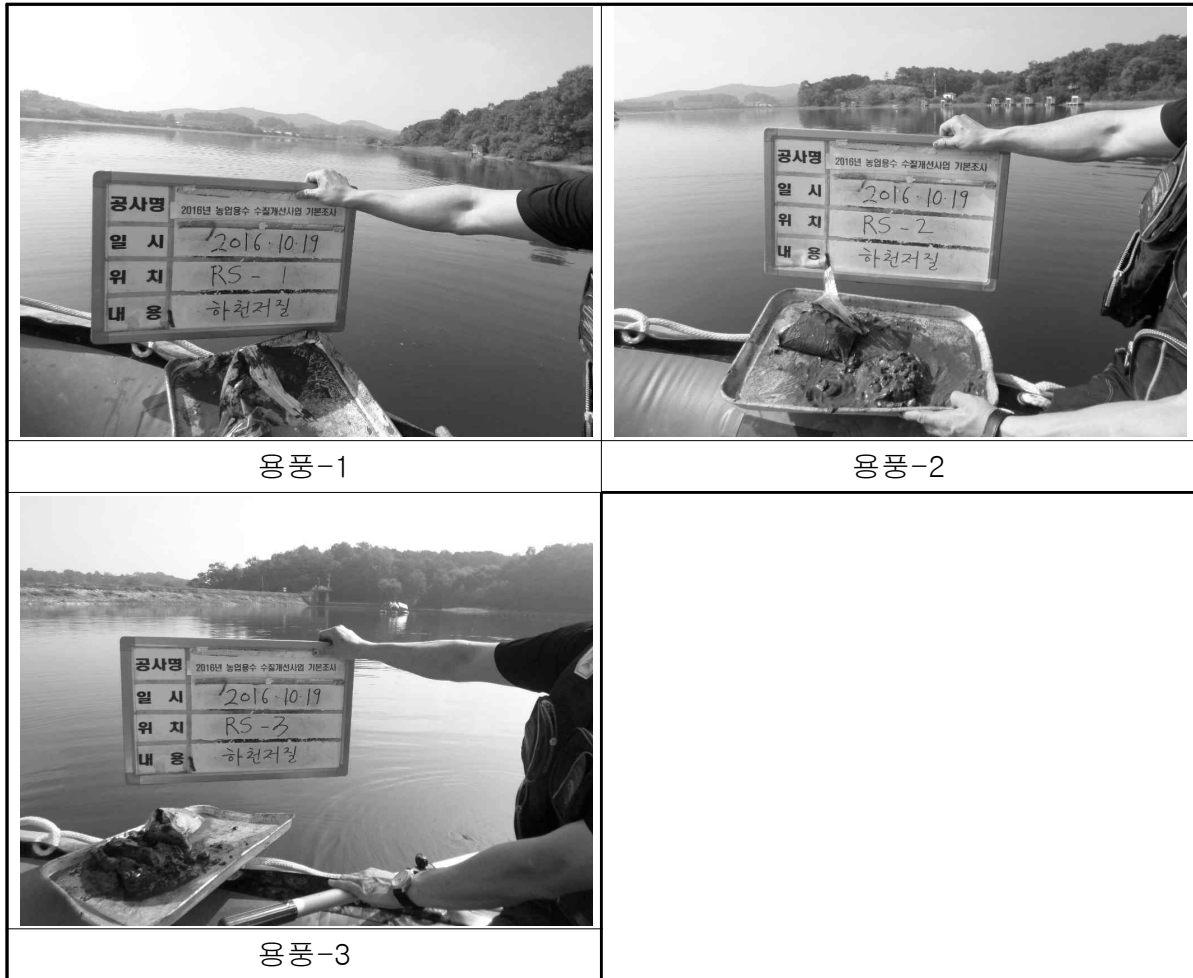 공사명 2016년 농업용수 수질개선사업 기본조사
일 시 2016.10.19
위 치 RS-1
내 용 하천저질
용풍-1
공사명 2016년 농업용수 수질개선사업 기본조사
일 시 2016.10.19
위 치 RS-2
내 용 하천저질
용풍-2
공사명 2016년 농업용수 수질개선사업 기본조사
일 시 2016.10.19
위 치 RS-3
내 용 하천저질
용풍-3